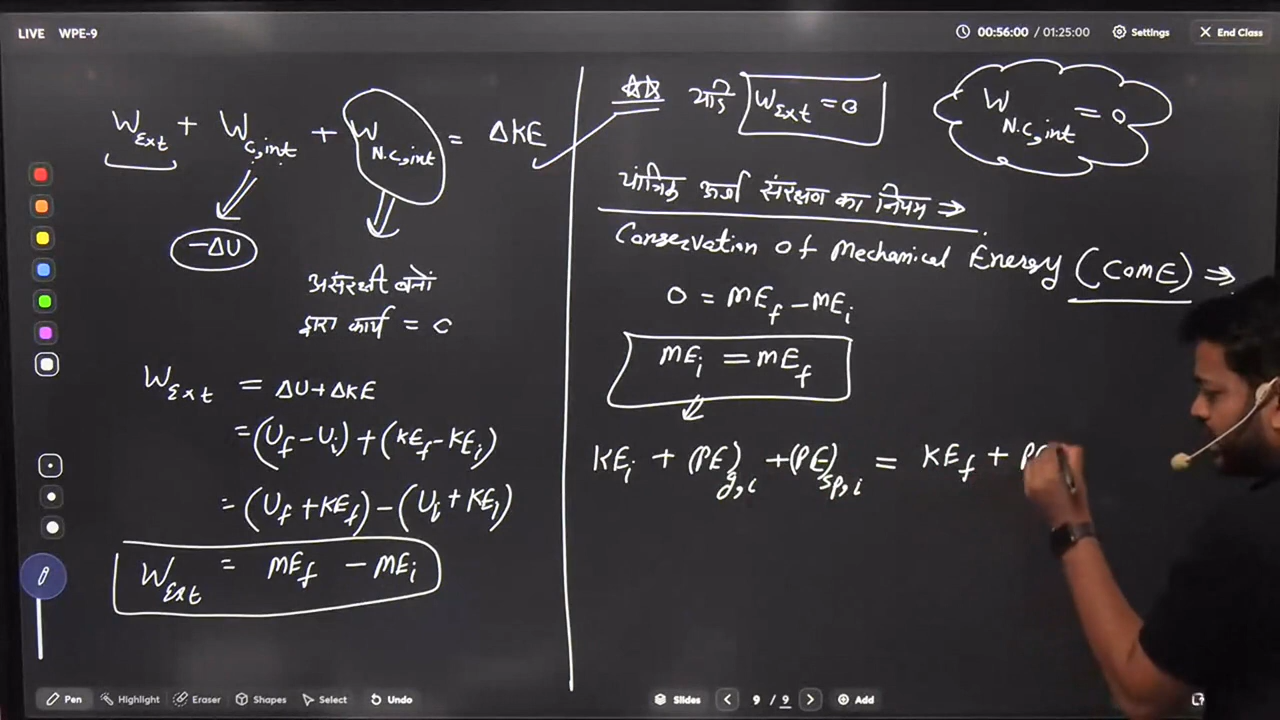 LIVE WPE-9
00:56:00 / 01:25:00 Settings End Class
W_Ext + W_c,int + W_N.c,int = ΔKE
-ΔU
असंरक्षी बलों
द्वारा कार्य = 0
W_Ext = ΔU + ΔKE
= (U_f - U_i) + (KE_f - KE_i)
= (U_f + KE_f) - (U_i + KE_i)
W_Ext = ME_f - ME_i
यदि W_Ext = 0
W_N.C,int = 0
यांत्रिक ऊर्जा संरक्षण का नियम ⇒
Conservation Of Mechanical Energy (COME) ⇒
0 = ME_f - ME_i
ME_i = ME_f
KE_i + (PE)_g,i + (PE)_sp,i = KE_f + PE
Pen Highlight Eraser Shapes Select Undo Slides < 9 / 9 > Add